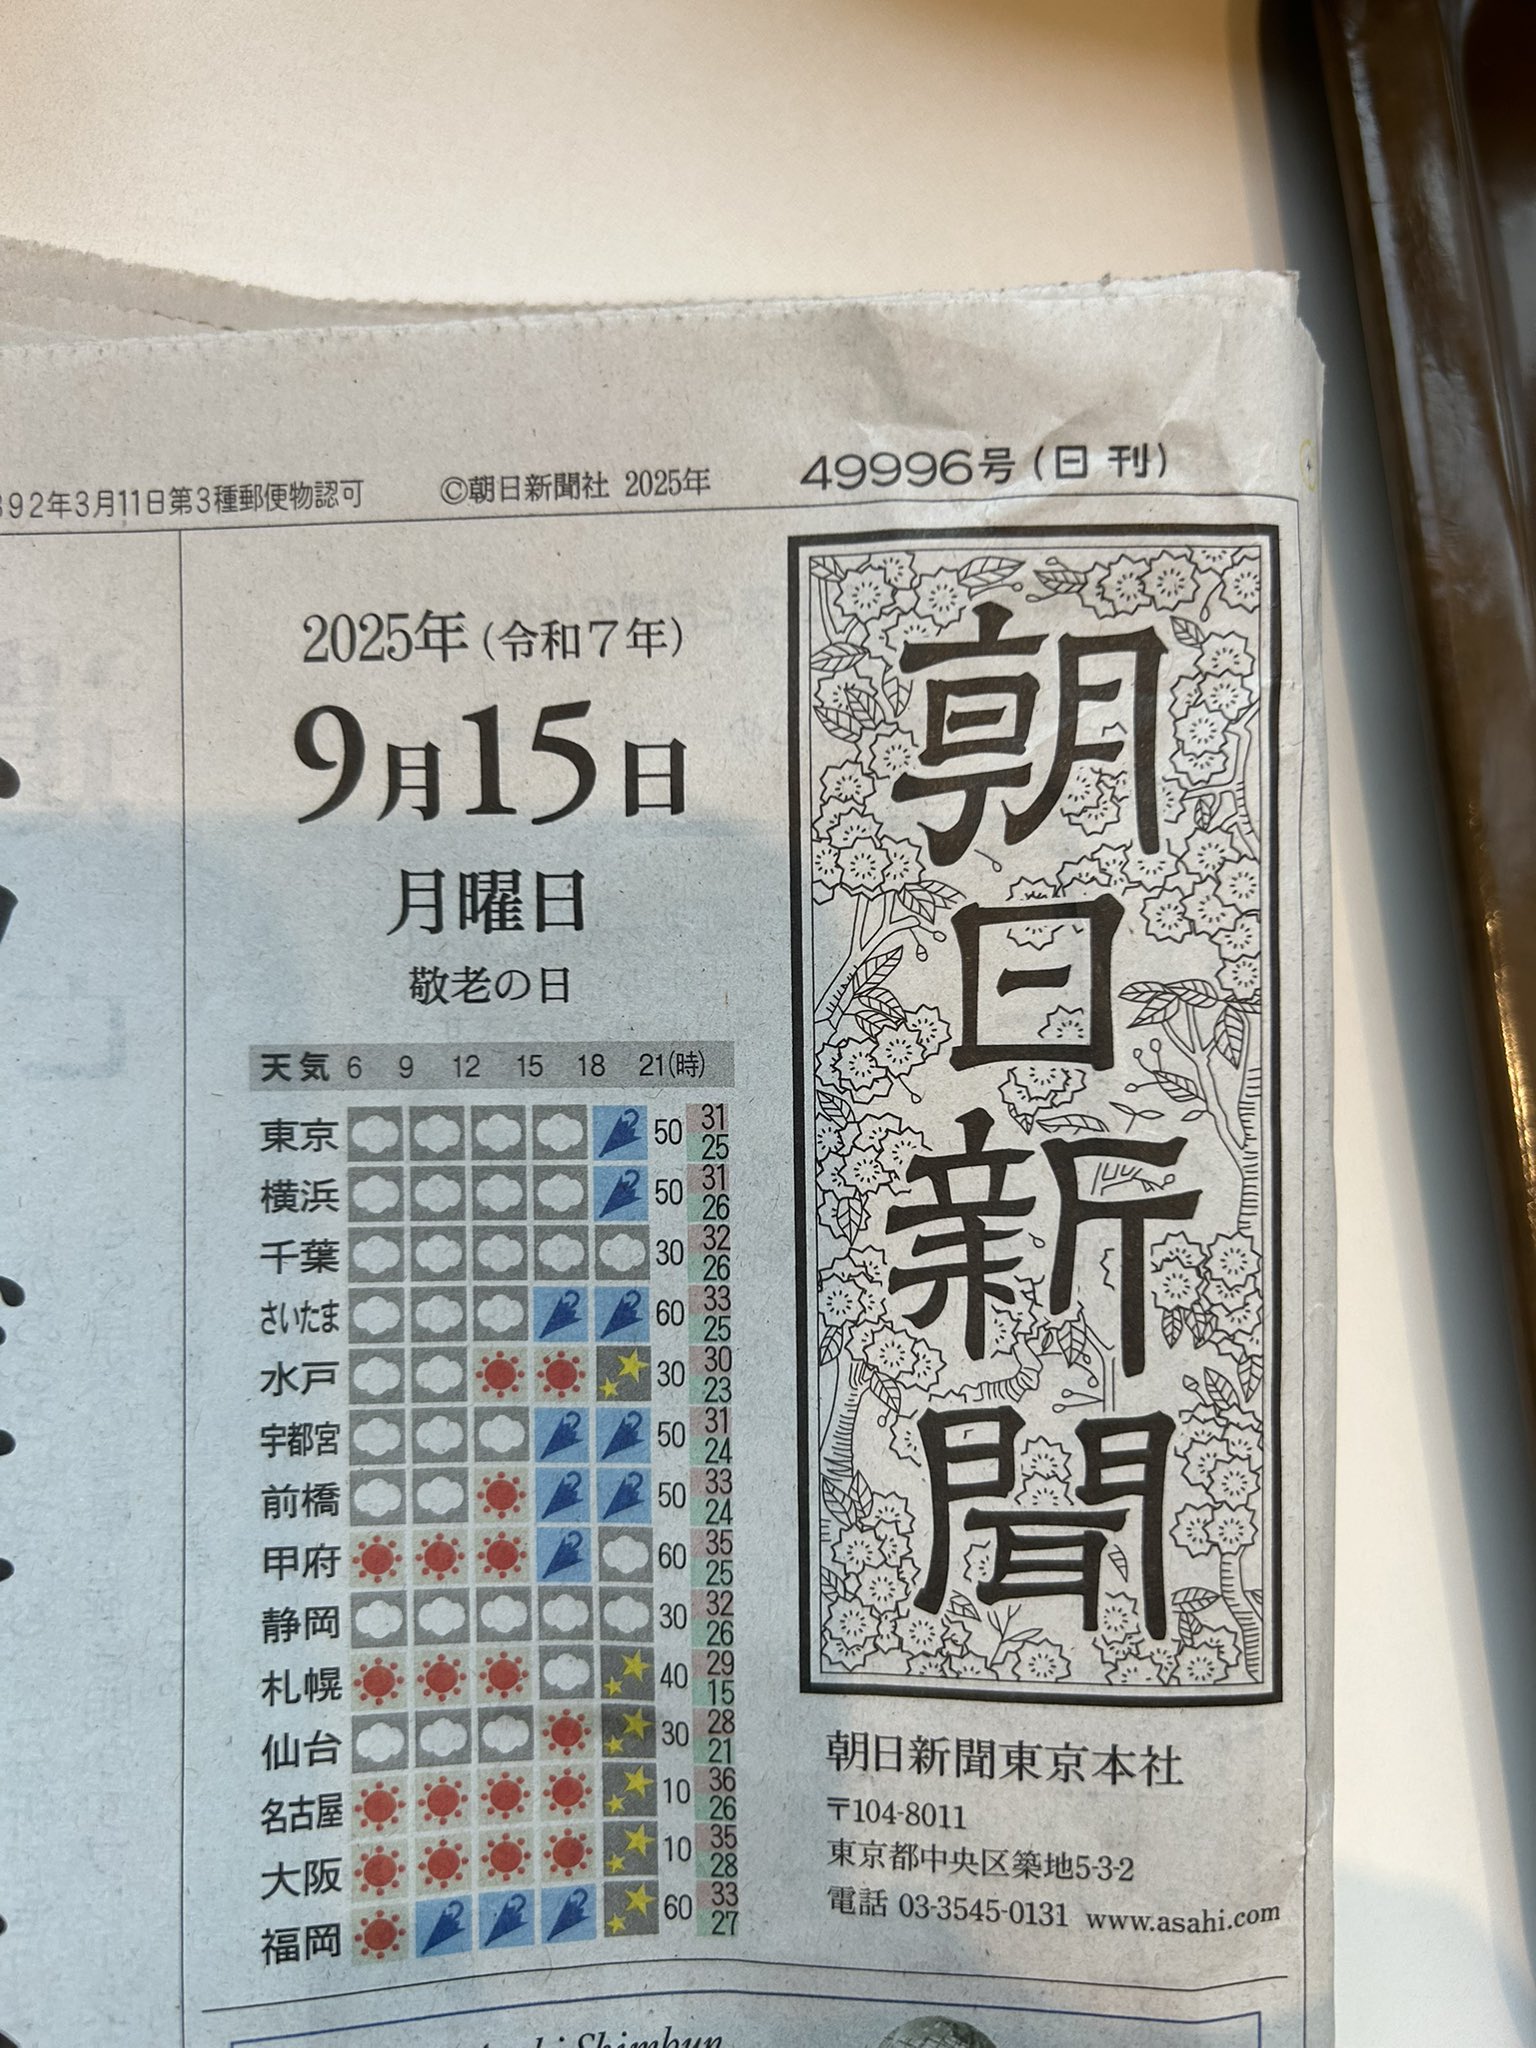 392年3月11日第3種郵便物認可
©朝日新聞社 2025年
49996号(日刊)
朝日新聞
2025年(令和7年)
9月15日
月曜日
敬老の日
天気 6 9 12 15 18 21(時)
東京 50 31 25
横浜 50 31 26
千葉 30 32 26
さいたま 60 33 25
水戸 30 30 23
宇都宮 50 31 24
前橋 50 33 24
甲府 60 35 25
静岡 30 32 26
札幌 40 29 15
仙台 30 28 21
名古屋 10 36 26
大阪 10 35 28
福岡 60 33 27
朝日新聞東京本社
〒104-8011
東京都中央区築地5-3-2
電話 03-3545-0131 www.asahi.com
Shimbun